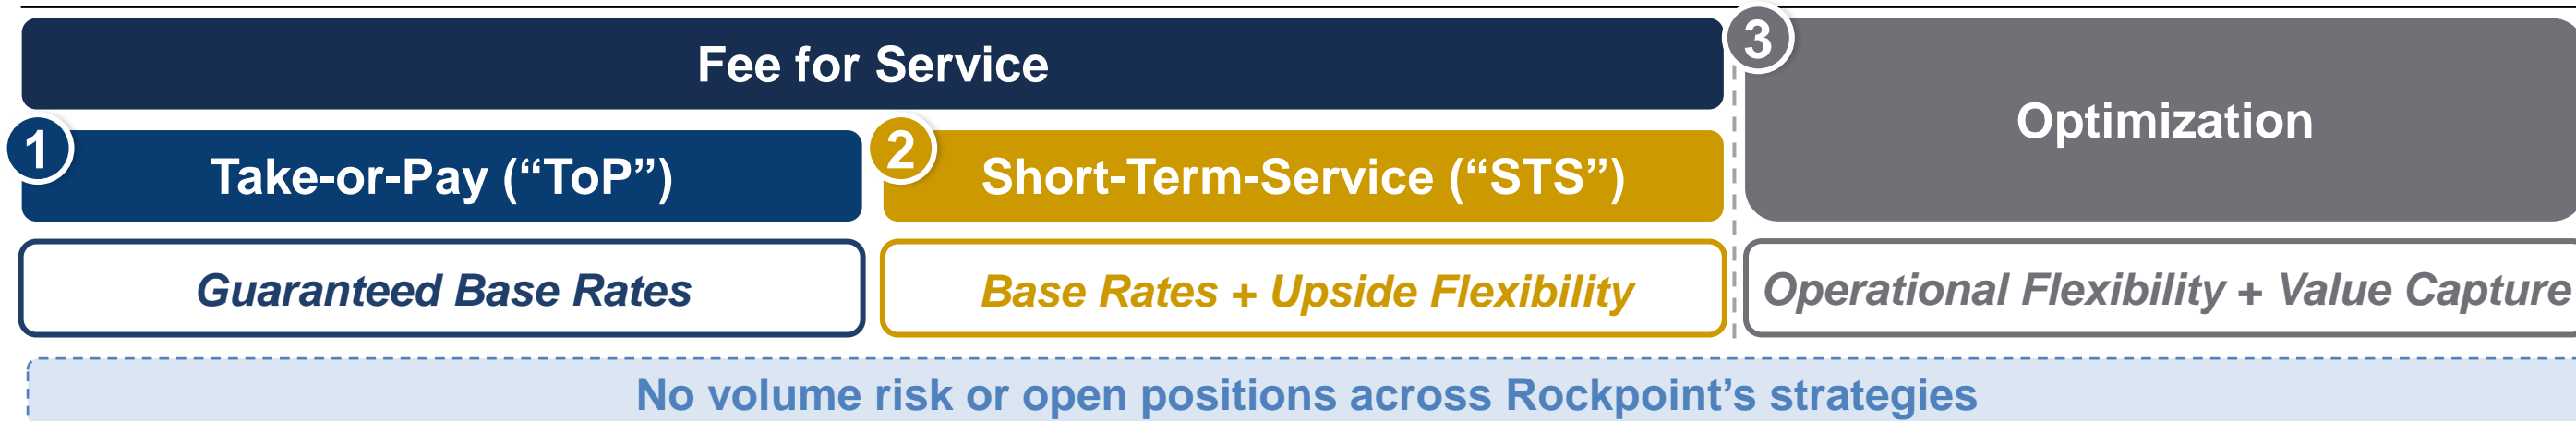 Fee for Service
3
Optimization
1
Take-or-Pay (“ToP”)
2
Short-Term-Service (“STS”)
Guaranteed Base Rates
Base Rates + Upside Flexibility
Operational Flexibility + Value Capture
No volume risk or open positions across Rockpoint’s strategies